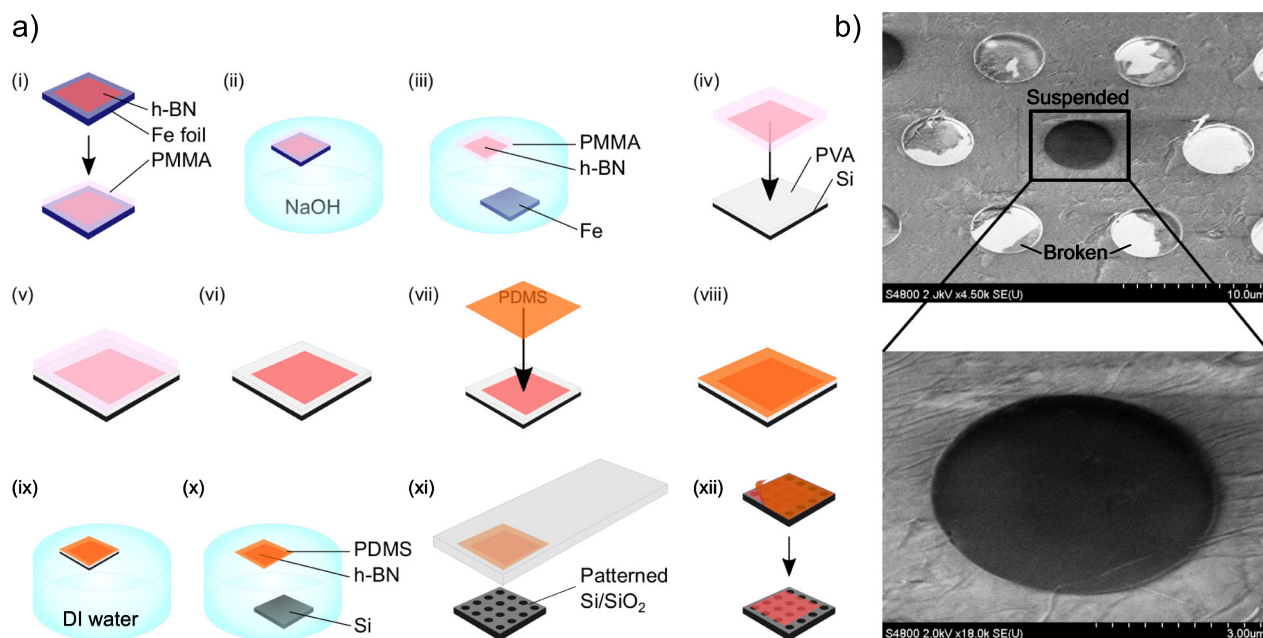 a)
b)
(i)
h-BN
Fe foil
PMMA
(ii)
NaOH
(iii)
PMMA
h-BN
Fe
(iv)
PVA
Si
(v)
(vi)
(vii)
PDMS
(viii)
(ix)
DI water
(x)
PDMS
h-BN
Si
(xi)
Patterned
Si/SiO₂
(xii)
Suspended
Broken
S4800 2.JkV x4.50k SE(U) 10.0um
S4800 2.0kV x18.0k SE(U) 3.00um